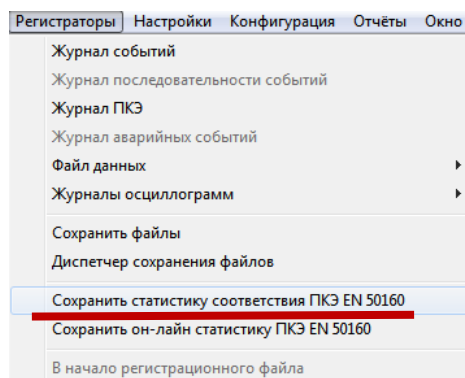 Регистраторы Настройки Конфигурация Отчёты Окно
Журнал событий
Журнал последовательности событий
Журнал ПКЭ
Журнал аварийных событий
Файл данных
Журналы осциллограмм
Сохранить файлы
Диспетчер сохранения файлов
Сохранить статистику соответствия ПКЭ EN 50160
Сохранить он-лайн статистику ПКЭ EN 50160
В начало регистрационного файла